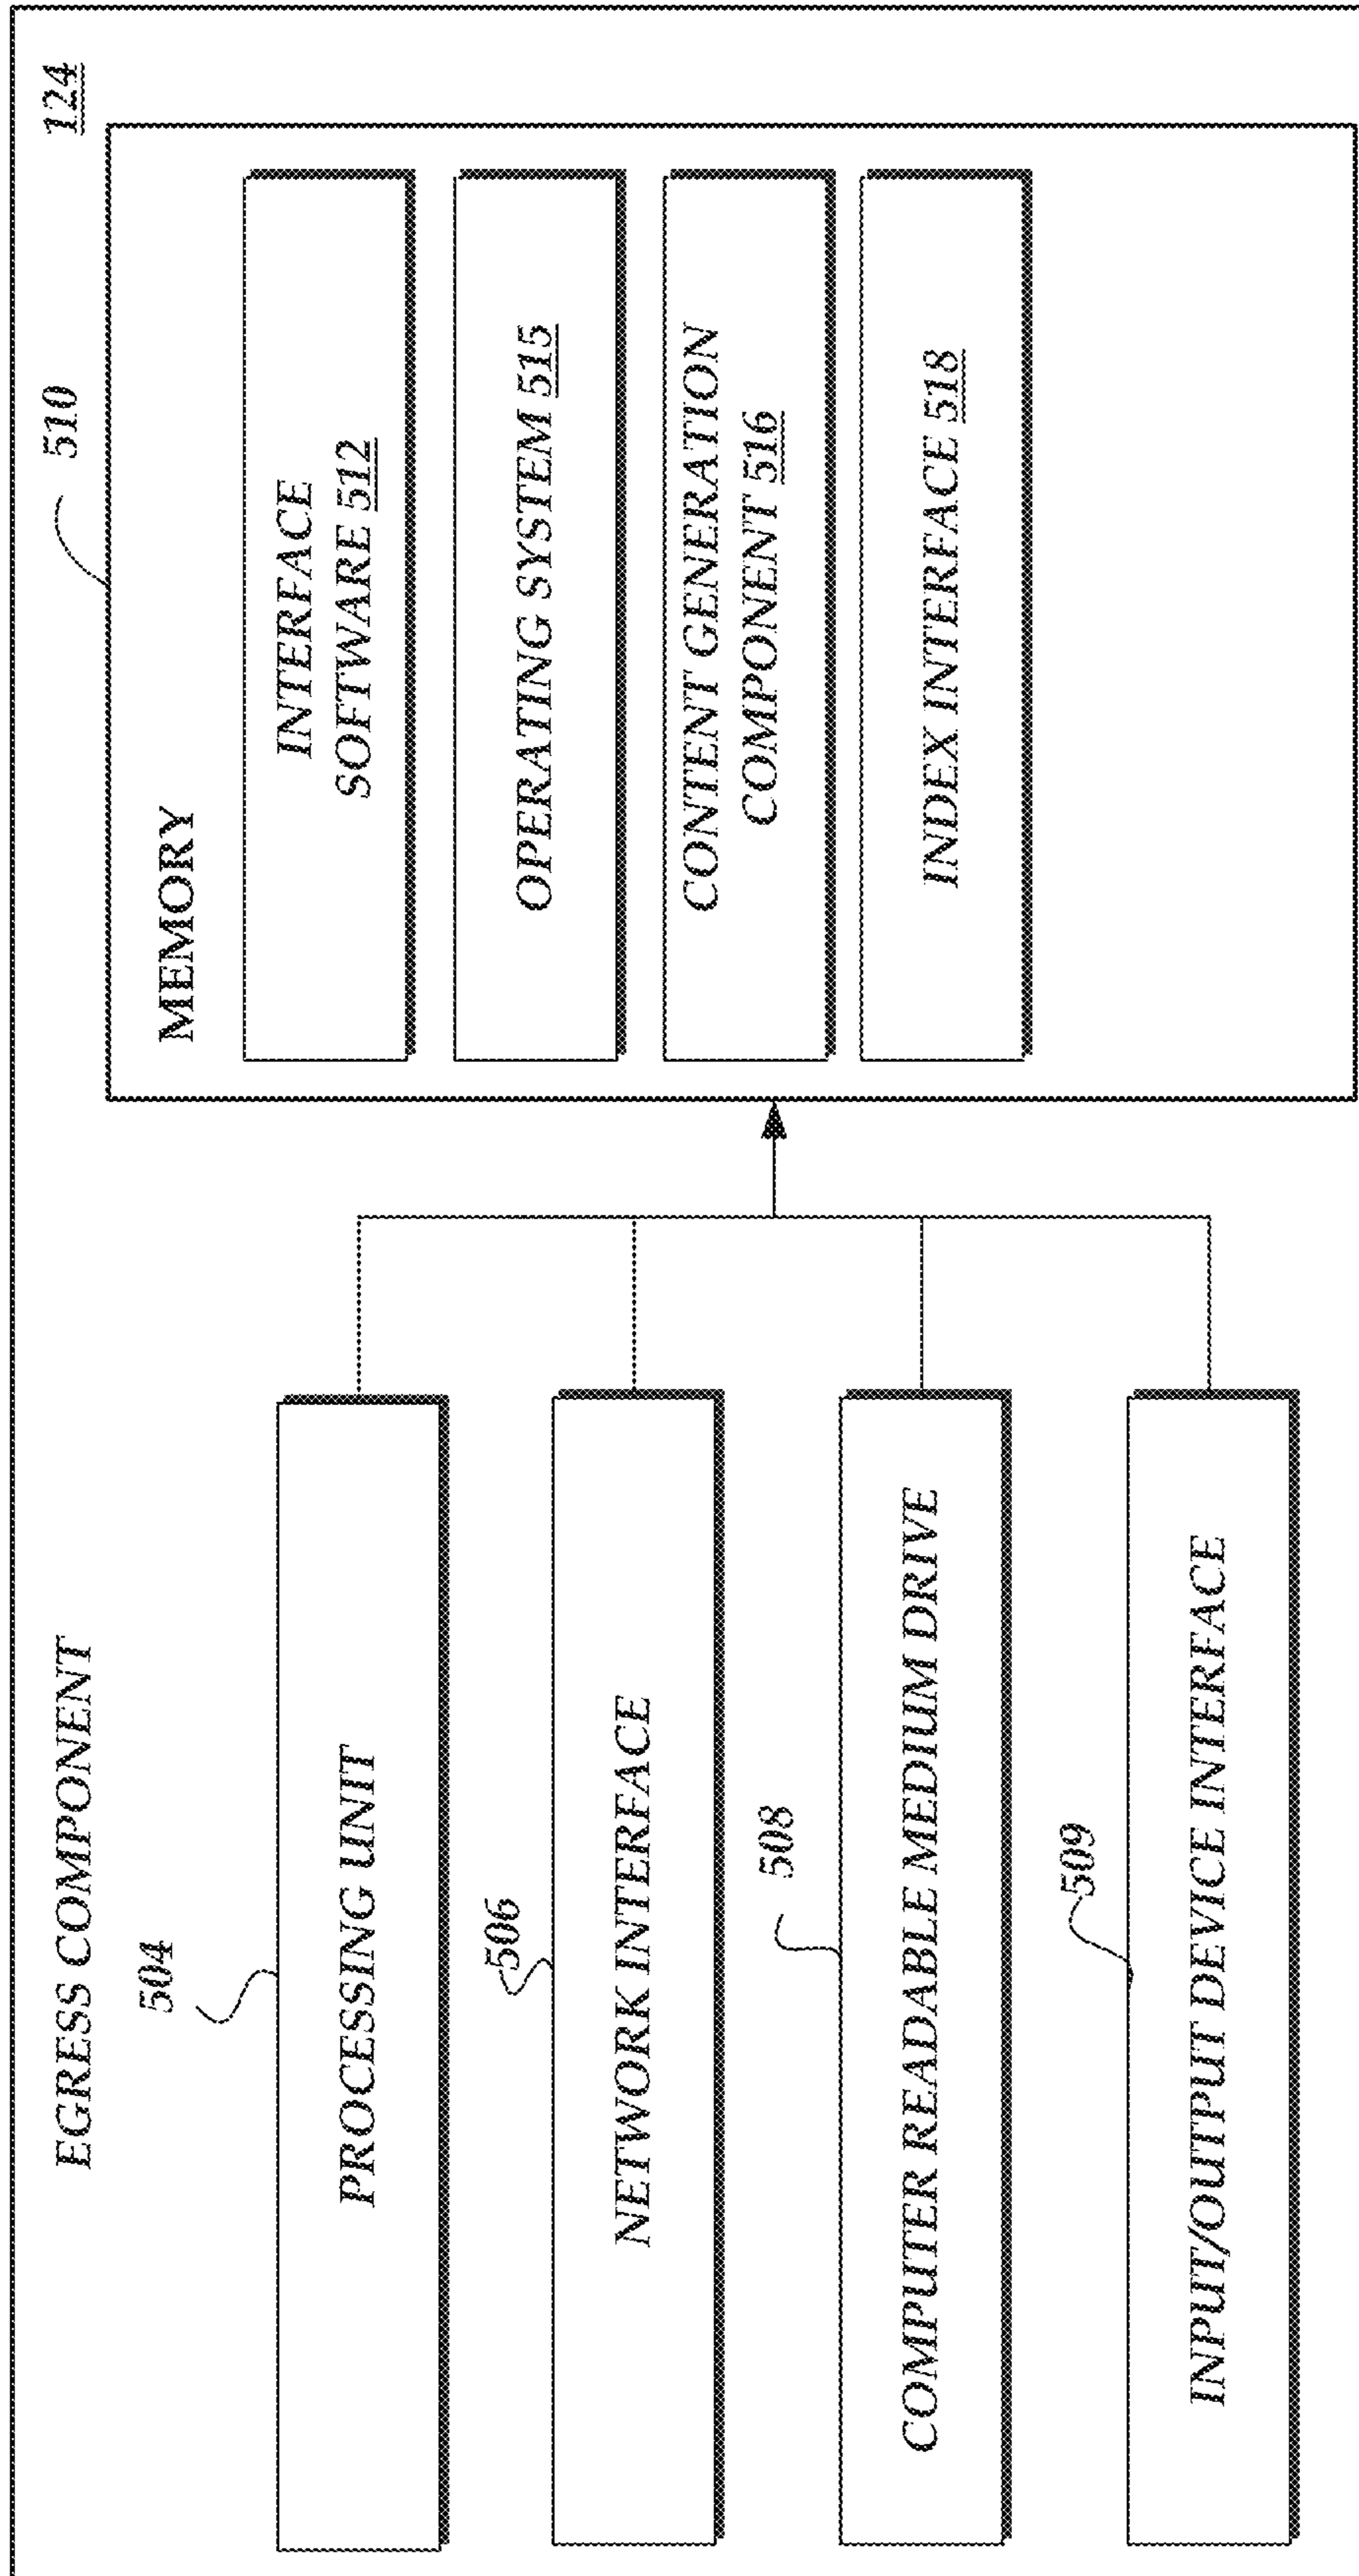 EGRESS COMPONENT
124
504
PROCESSING UNIT
506
NETWORK INTERFACE
508
COMPUTER READABLE MEDIUM DRIVE
509
INPUT/OUTPUT DEVICE INTERFACE
510
MEMORY
INTERFACE
SOFTWARE 512
OPERATING SYSTEM 515
CONTENT GENERATION
COMPONENT 516
INDEX INTERFACE 518